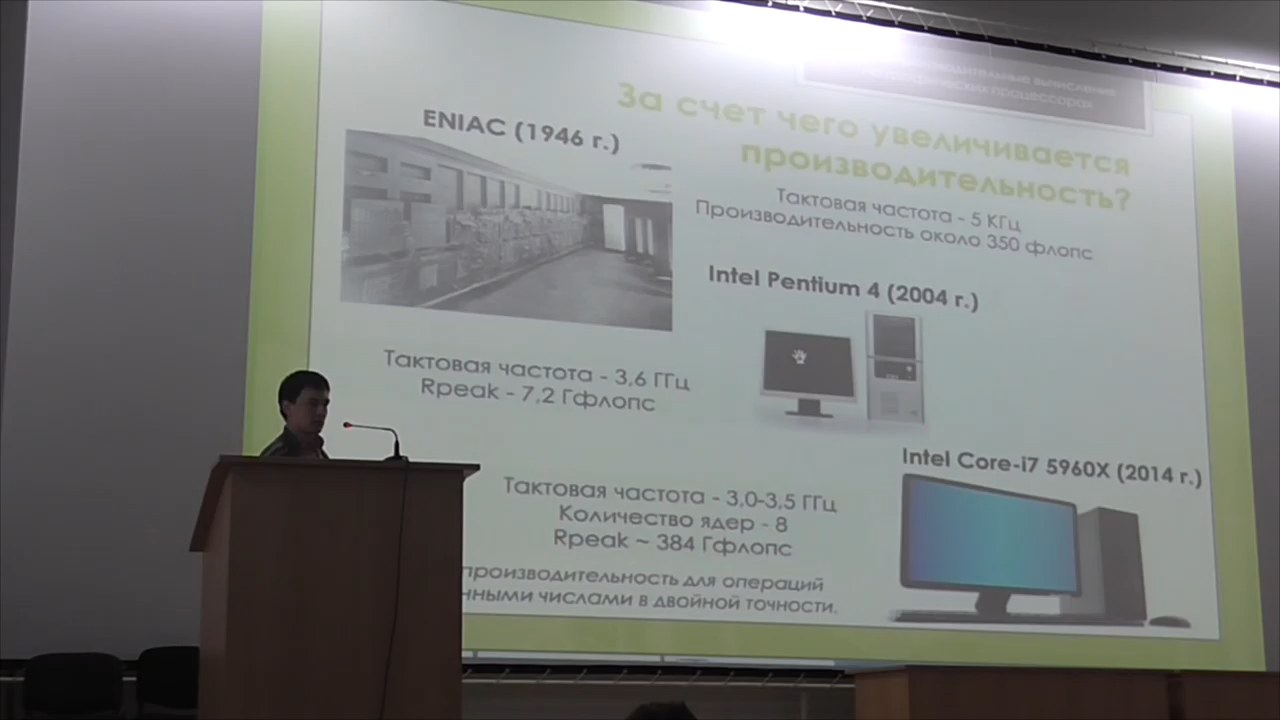 вычисления
процессорах
За счет чего увеличивается
производительность?
ENIAC (1946 г.)
Тактовая частота - 5 КГц
Производительность около 350 флопс
Intel Pentium 4 (2004 г.)
Тактовая частота - 3,6 ГГц
Rpeak - 7,2 Гфлопс
Intel Core-i7 5960X (2014 г.)
Тактовая частота - 3,0-3,5 ГГц
Количество ядер - 8
Rpeak ~ 384 Гфлопс
производительность для операций
числами в двойной точности.